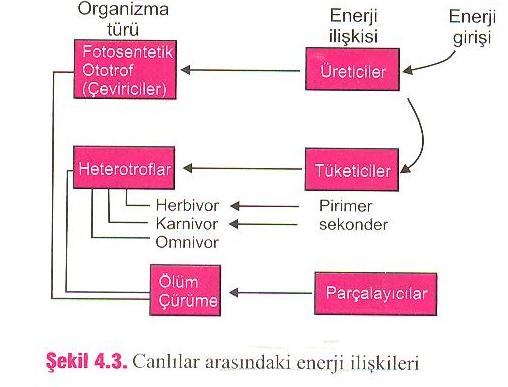 Organizma
türü
Enerji
ilişkisi
Enerji
girişi
Fotosentetik
Ototrof
(Çeviriciler)
Üreticiler
Heterotroflar
Tüketiciler
Herbivor
Pirimer
Karnivor
sekonder
Omnivor
Ölüm
Çürüme
Parçalayıcılar
Şekil 4.3. Canlılar arasındaki enerji ilişkileri